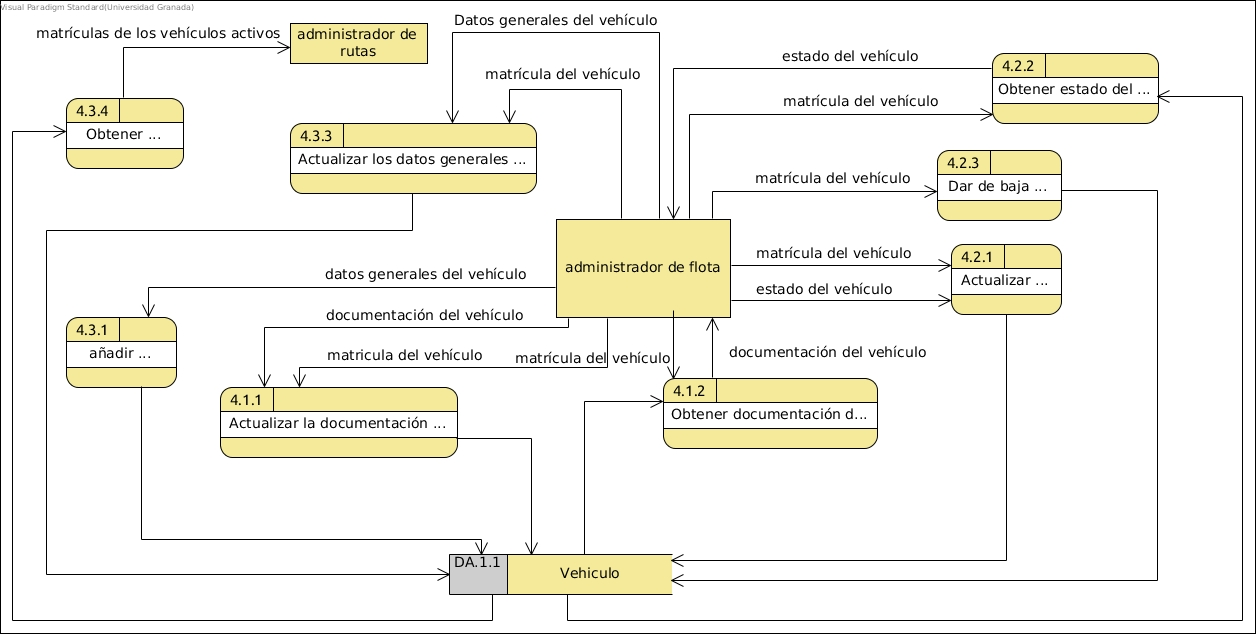 Visual Paradigm Standard(Universidad Granada)
Datos generales del vehículo
matrículas de los vehículos activos
administrador de
rutas
estado del vehículo
4.2.2
Obtener estado del ...
matrícula del vehículo
matrícula del vehículo
4.3.4
Obtener ...
4.3.3
Actualizar los datos generales ...
4.2.3
Dar de baja ...
matrícula del vehículo
administrador de flota
matrícula del vehículo
4.2.1
Actualizar ...
estado del vehículo
datos generales del vehículo
documentación del vehículo
4.3.1
añadir ...
matricula del vehículo
matrícula del vehículo
documentación del vehículo
4.1.1
Actualizar la documentación ...
4.1.2
Obtener documentación d...
DA.1.1
Vehiculo